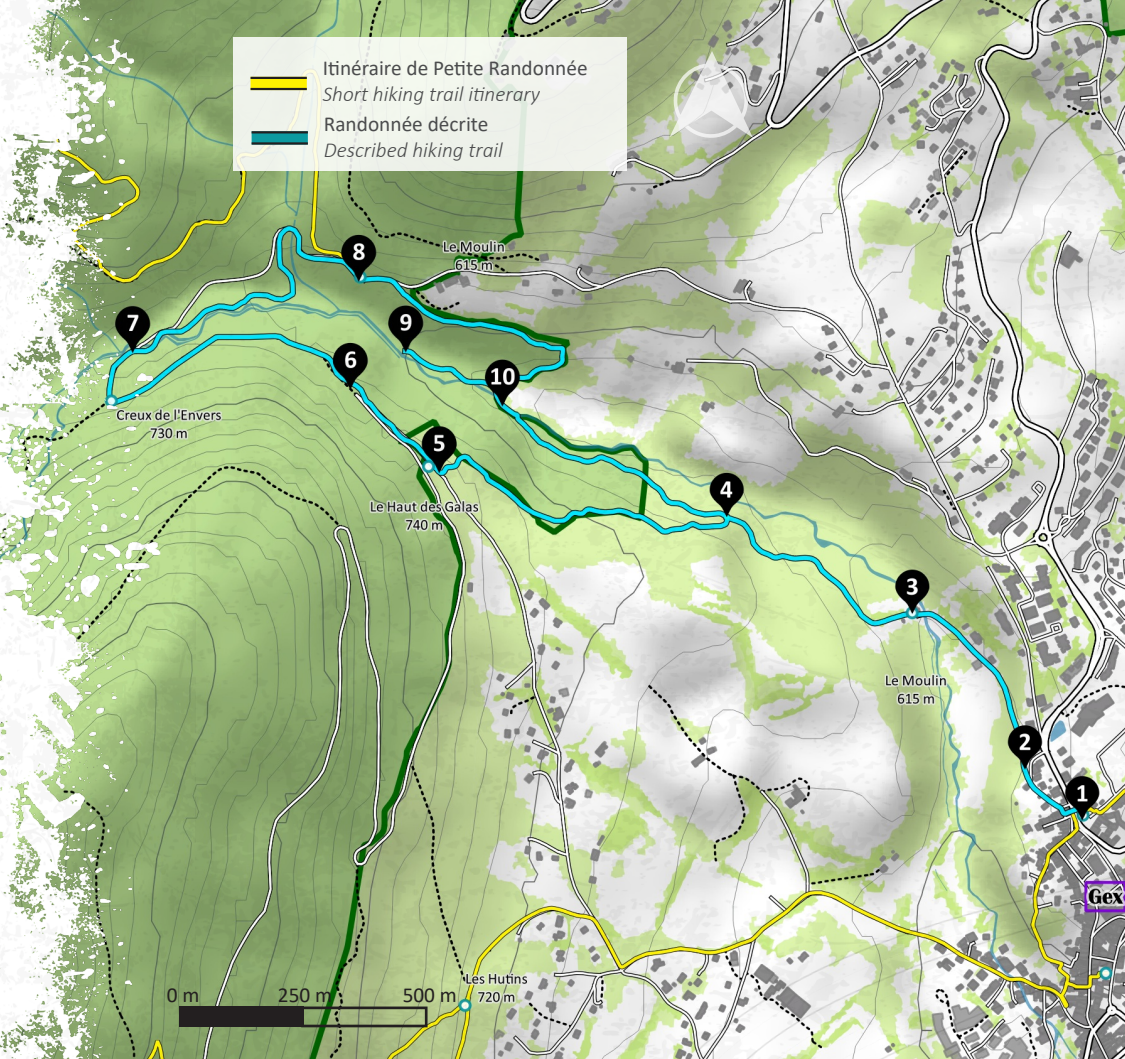 Itinéraire de Petite Randonnée
Short hiking trail itinerary
Randonnée décrite
Described hiking trail
8
Le Moulin
615 m
7
9
6
10
Creux de l'Envers
730 m
5
4
Le Haut des Galas
740 m
3
Le Moulin
615 m
2
1
Gex
Les Hutins
720 m
0 m 250 m 500 m